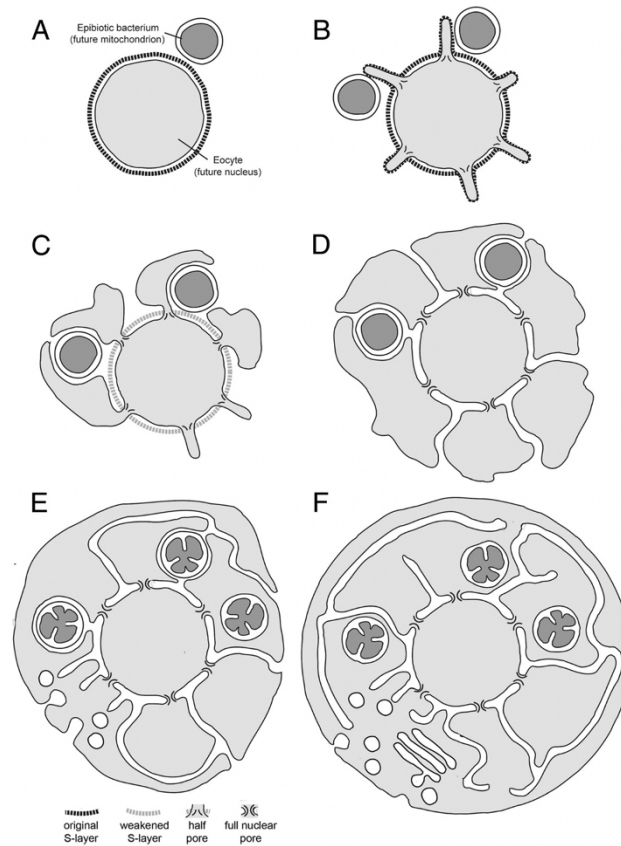 A
Epibiotic bacterium
(future mitochondrion)
Eocyte
(future nucleus)
B
C
D
E
F
original
S-layer
weakened
S-layer
half
pore
full nuclear
pore